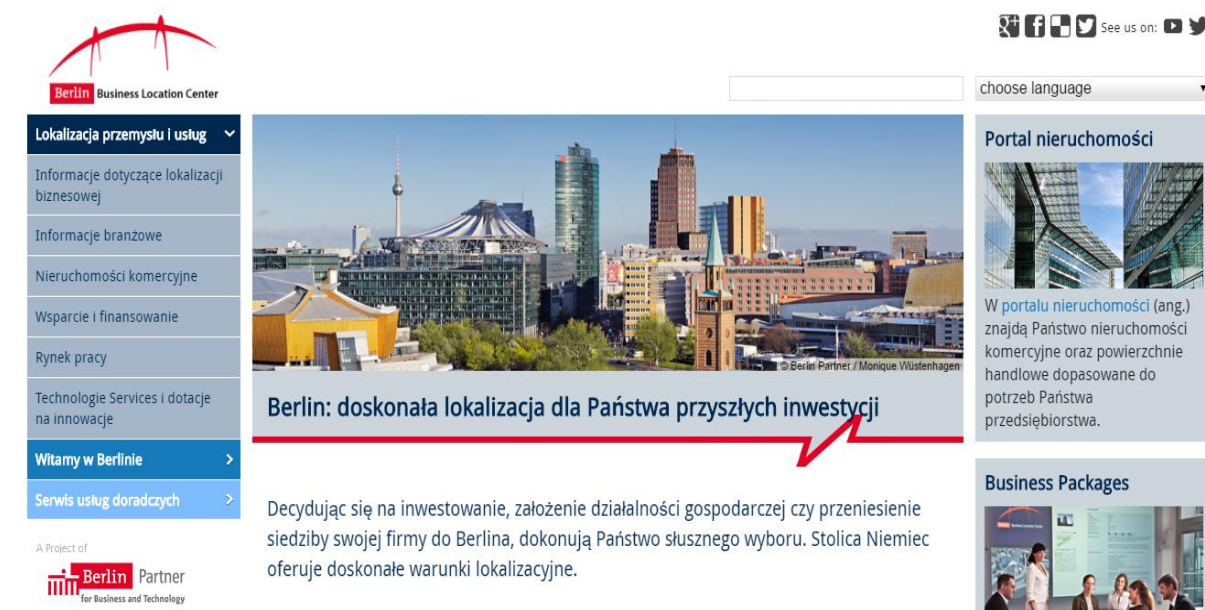 See us on:
Berlin Business Location Center
choose language
Lokalizacja przemysłu i usług
Informacje dotyczące lokalizacji
biznesowej
Informacje branżowe
Nieruchomości komercyjne
Wsparcie i finansowanie
Rynek pracy
Technologie Services i dotacje
na innowacje
Witamy w Berlinie
Serwis usług doradczych
A Project of
Berlin Partner
for Business and Technology
© Berlin Partner / Monique Wüstenhagen
Berlin: doskonała lokalizacja dla Państwa przyszłych inwestycji
Decydując się na inwestowanie, założenie działalności gospodarczej czy przeniesienie
siedziby swojej firmy do Berlina, dokonują Państwo słusznego wyboru. Stolica Niemiec
oferuje doskonałe warunki lokalizacyjne.
Portal nieruchomości
W portalu nieruchomości (ang.)
znajdą Państwo nieruchomości
komercyjne oraz powierzchnie
handlowe dopasowane do
potrzeb Państwa
przedsiębiorstwa.
Business Packages